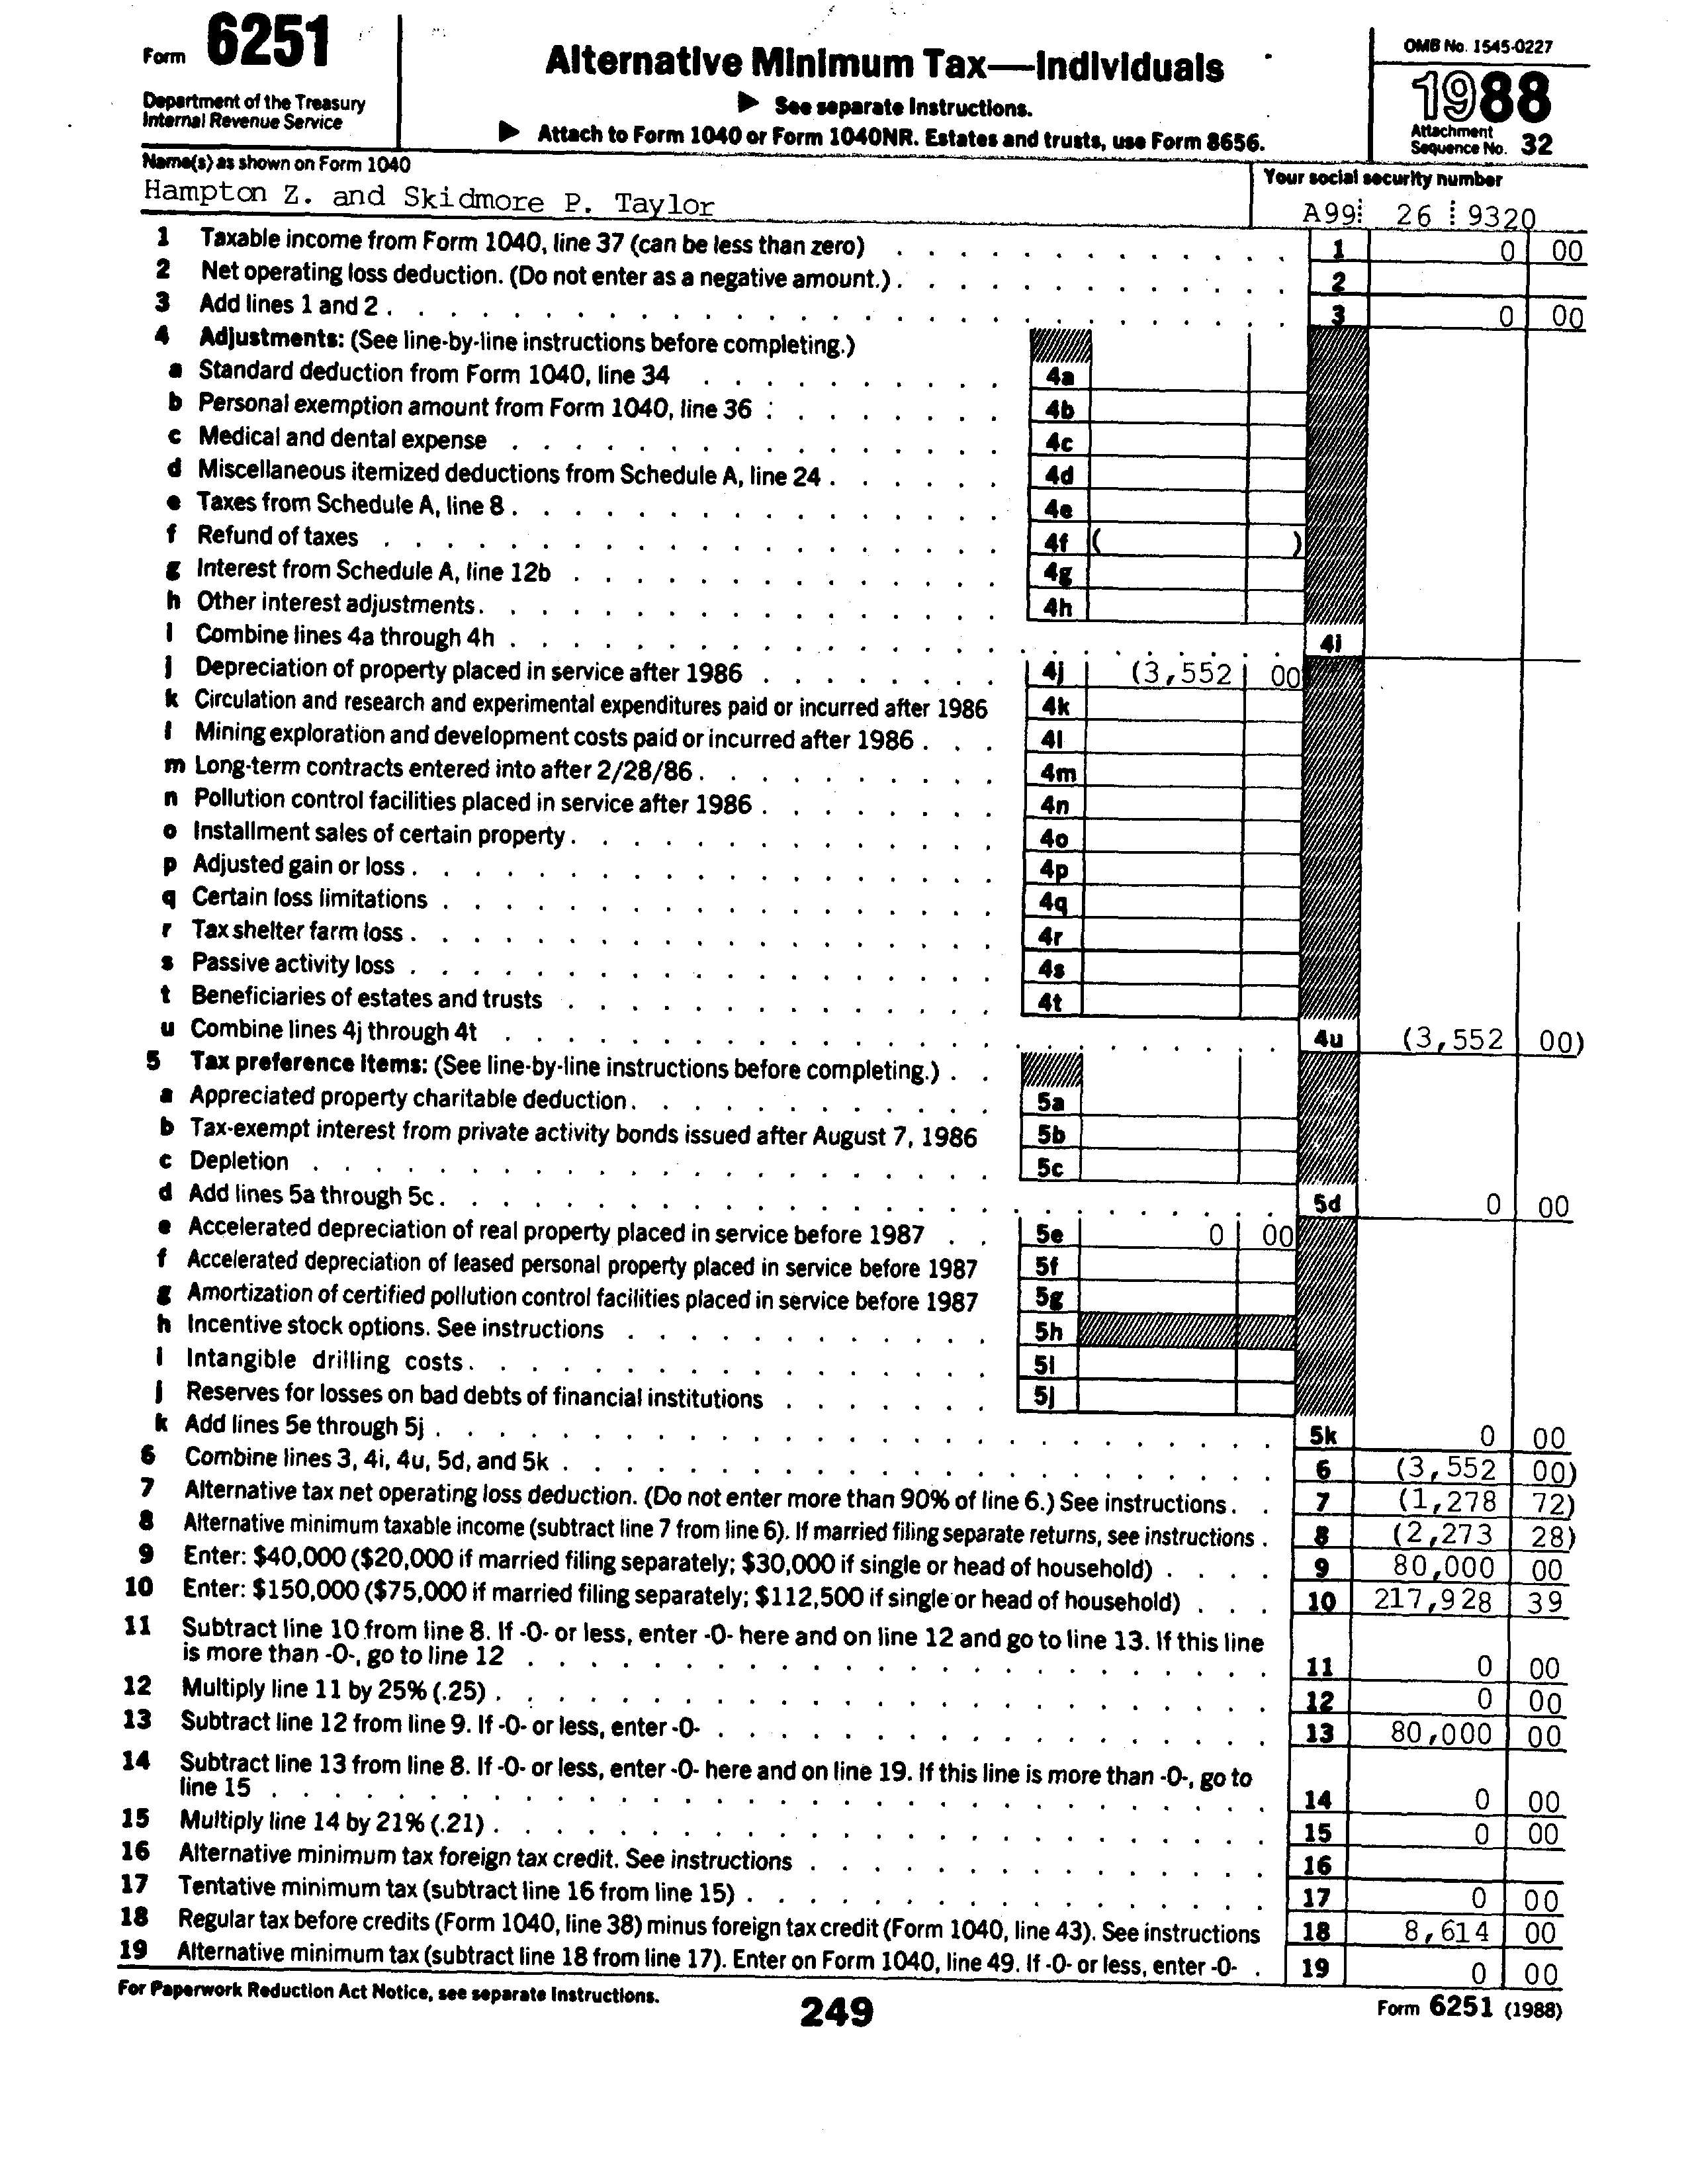 Form 6251
Department of the Treasury
Internal Revenue Service
Alternative Minimum Tax—Individuals
▶ See separate Instructions.
▶ Attach to Form 1040 or Form 1040NR. Estates and trusts, use Form 8656.
OMB No. 1545-0227
1988
Attachment
Sequence No. 32
Name(s) as shown on Form 1040
Hampton Z. and Skidmore P. Taylor
Your social security number
A99 26 9320
1 Taxable income from Form 1040, line 37 (can be less than zero) 1 0 00
2 Net operating loss deduction. (Do not enter as a negative amount.) 2
3 Add lines 1 and 2 3 0 00
4 Adjustments: (See line-by-line instructions before completing.)
a Standard deduction from Form 1040, line 34 4a
b Personal exemption amount from Form 1040, line 36 4b
c Medical and dental expense 4c
d Miscellaneous itemized deductions from Schedule A, line 24 4d
e Taxes from Schedule A, line 8 4e
f Refund of taxes 4f ( )
g Interest from Schedule A, line 12b 4g
h Other interest adjustments 4h
i Combine lines 4a through 4h 4i
j Depreciation of property placed in service after 1986 4j (3,552 00
k Circulation and research and experimental expenditures paid or incurred after 1986 4k
l Mining exploration and development costs paid or incurred after 1986 4l
m Long-term contracts entered into after 2/28/86 4m
n Pollution control facilities placed in service after 1986 4n
o Installment sales of certain property 4o
p Adjusted gain or loss 4p
q Certain loss limitations 4q
r Tax shelter farm loss 4r
s Passive activity loss 4s
t Beneficiaries of estates and trusts 4t
u Combine lines 4j through 4t 4u (3,552 00)
5 Tax preference items: (See line-by-line instructions before completing.)
a Appreciated property charitable deduction 5a
b Tax-exempt interest from private activity bonds issued after August 7, 1986 5b
c Depletion 5c
d Add lines 5a through 5c 5d 0 00
e Accelerated depreciation of real property placed in service before 1987 5e 0 00
f Accelerated depreciation of leased personal property placed in service before 1987 5f
g Amortization of certified pollution control facilities placed in service before 1987 5g
h Incentive stock options. See instructions 5h
i Intangible drilling costs 5i
j Reserves for losses on bad debts of financial institutions 5j
k Add lines 5e through 5j 5k 0 00
6 Combine lines 3, 4i, 4u, 5d, and 5k 6 (3,552 00)
7 Alternative tax net operating loss deduction. (Do not enter more than 90% of line 6.) See instructions 7 (1,278 72)
8 Alternative minimum taxable income (subtract line 7 from line 6). If married filing separate returns, see instructions 8 (2,273 28)
9 Enter: $40,000 ($20,000 if married filing separately; $30,000 if single or head of household) 9 80,000 00
10 Enter: $150,000 ($75,000 if married filing separately; $112,500 if single or head of household) 10 217,928 39
11 Subtract line 10 from line 8. If -0- or less, enter -0- here and on line 12 and go to line 13. If this line
is more than -0-, go to line 12 11 0 00
12 Multiply line 11 by 25% (.25) 12 0 00
13 Subtract line 12 from line 9. If -0- or less, enter -0- 13 80,000 00
14 Subtract line 13 from line 8. If -0- or less, enter -0- here and on line 19. If this line is more than -0-, go to
line 15 14 0 00
15 Multiply line 14 by 21% (.21) 15 0 00
16 Alternative minimum tax foreign tax credit. See instructions 16
17 Tentative minimum tax (subtract line 16 from line 15) 17 0 00
18 Regular tax before credits (Form 1040, line 38) minus foreign tax credit (Form 1040, line 43). See instructions 18 8,614 00
19 Alternative minimum tax (subtract line 18 from line 17). Enter on Form 1040, line 49. If -0- or less, enter -0- 19 0 00
For Paperwork Reduction Act Notice, see separate Instructions.
249
Form 6251 (1988)